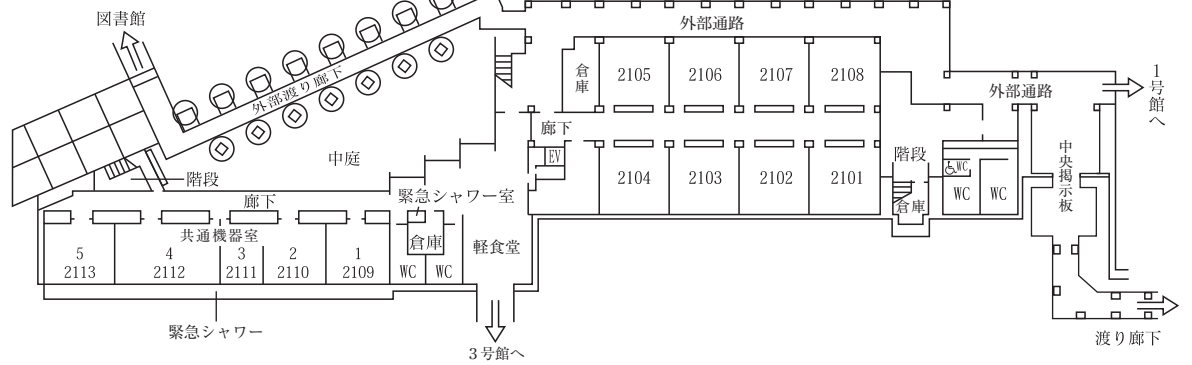 図書館
外部渡り廊下
外部通路
倉庫
2105
2106
2107
2108
1号館へ
外部通路
廊下
EV
中庭
階段
階段
2104
2103
2102
2101
WC
WC
WC
倉庫
中央掲示板
緊急シャワー室
廊下
共通機器室
5
2113
4
2112
3
2111
2
2110
1
2109
倉庫
WC
WC
軽食堂
緊急シャワー
3号館へ
渡り廊下